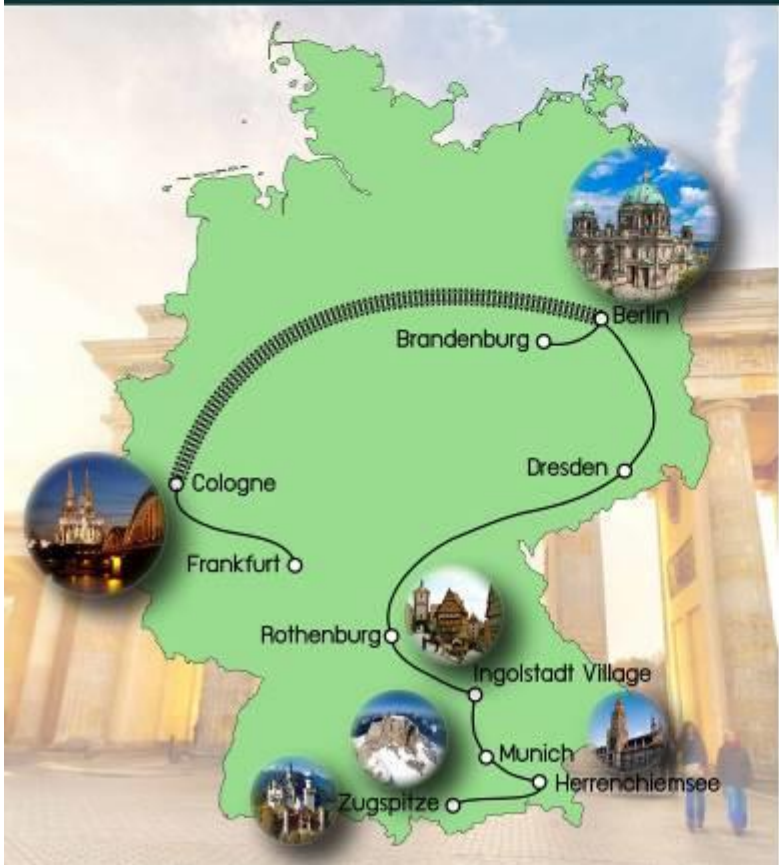 Berlin
Brandenburg
Dresden
Cologne
Frankfurt
Rothenburg
Ingolstadt Village
Munich
Herrenchiemsee
Zugspitze